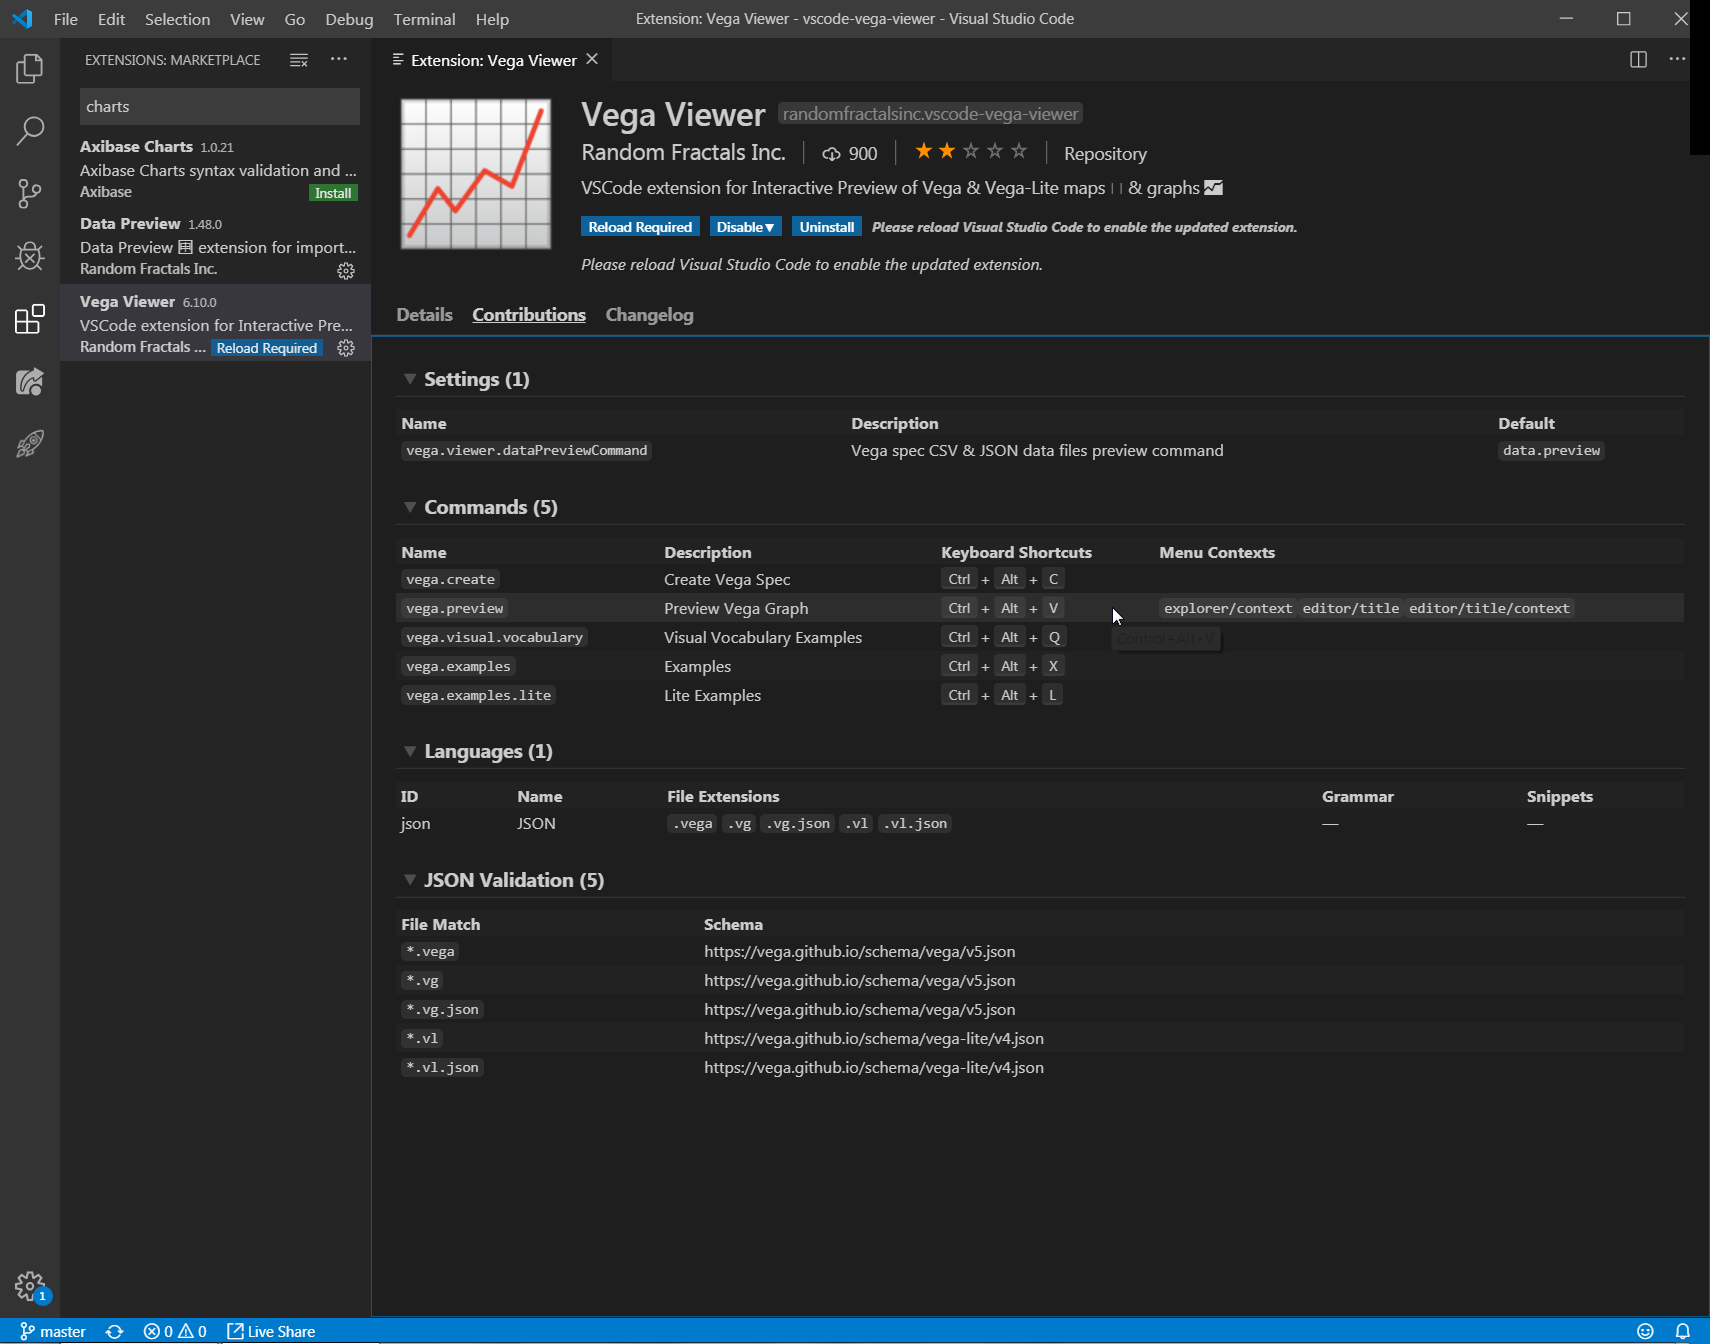 File Edit Selection View Go Debug Terminal Help Extension: Vega Viewer - vscode-vega-viewer - Visual Studio Code
EXTENSIONS: MARKETPLACE
charts
Axibase Charts 1.0.21
Axibase Charts syntax validation and ...
Axibase Install
Data Preview 1.48.0
Data Preview extension for import...
Random Fractals Inc.
Vega Viewer 6.10.0
VSCode extension for Interactive Pre...
Random Fractals ... Reload Required
Extension: Vega Viewer
Vega Viewer randomfractalsinc.vscode-vega-viewer
Random Fractals Inc. 900 Repository
VSCode extension for Interactive Preview of Vega & Vega-Lite maps & graphs
Reload Required Disable▼ Uninstall Please reload Visual Studio Code to enable the updated extension.
Please reload Visual Studio Code to enable the updated extension.
Details Contributions Changelog
Settings (1)
Name Description Default
vega.viewer.dataPreviewCommand Vega spec CSV & JSON data files preview command data.preview
Commands (5)
Name Description Keyboard Shortcuts Menu Contexts
vega.create Create Vega Spec Ctrl + Alt + C
vega.preview Preview Vega Graph Ctrl + Alt + V explorer/context editor/title editor/title/context
vega.visual.vocabulary Visual Vocabulary Examples Ctrl + Alt + Q Control+Alt+V
vega.examples Examples Ctrl + Alt + X
vega.examples.lite Lite Examples Ctrl + Alt + L
Languages (1)
ID Name File Extensions Grammar Snippets
json JSON .vega .vg .vg.json .vl .vl.json — —
JSON Validation (5)
File Match Schema
*.vega https://vega.github.io/schema/vega/v5.json
*.vg https://vega.github.io/schema/vega/v5.json
*.vg.json https://vega.github.io/schema/vega/v5.json
*.vl https://vega.github.io/schema/vega-lite/v4.json
*.vl.json https://vega.github.io/schema/vega-lite/v4.json
1
master 0 0 Live Share